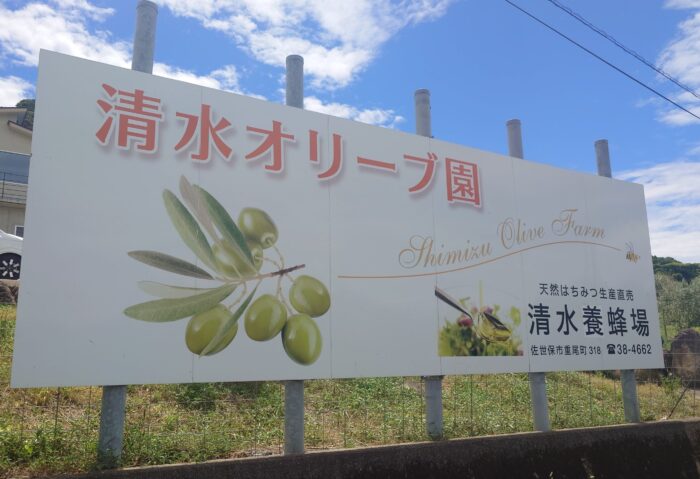 清水オリーブ園
Shimizu Olive Farm
天然はちみつ生産直売
清水養蜂場
佐世保市重尾町318 ☎38-4662